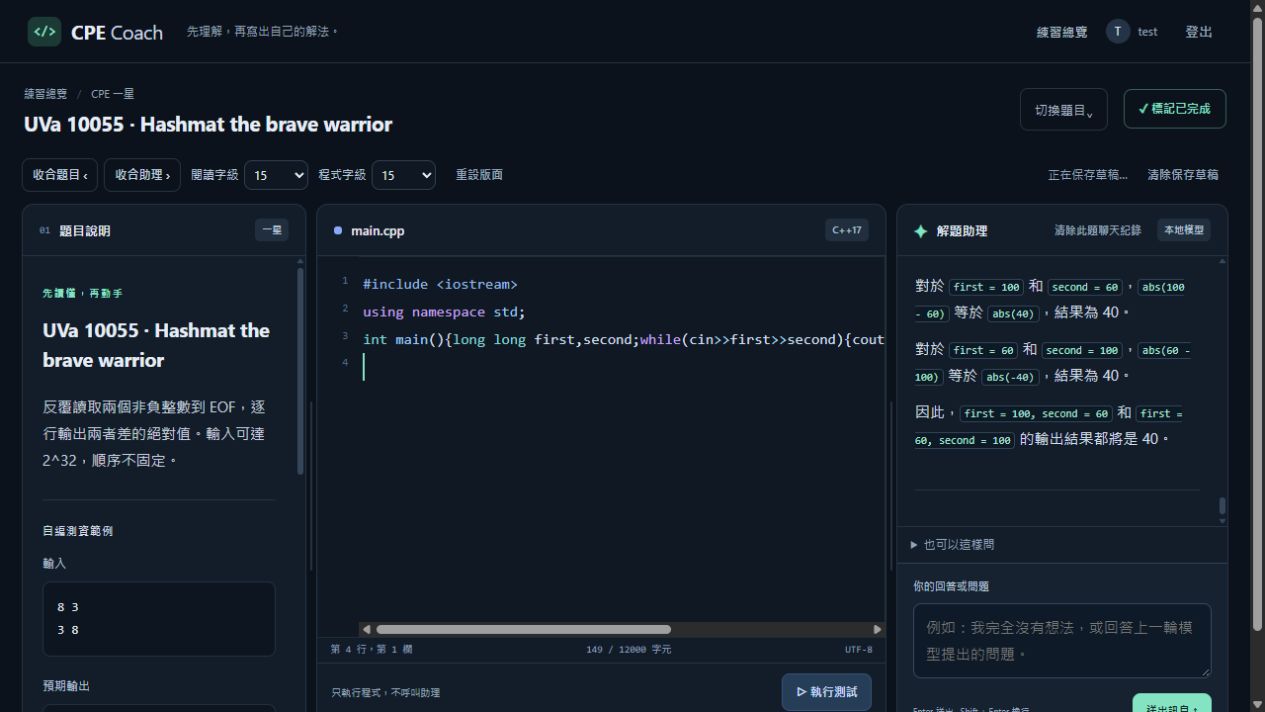 </> CPE Coach 先理解，再寫出自己的解法。 練習總覽 T test 登出
練習總覽 / CPE 一星
UVa 10055 · Hashmat the brave warrior
切換題目⌄ ✓ 標記已完成
收合題目 ‹ 收合助理 › 閱讀字級 15 程式字級 15 重設版面 正在保存草稿... 清除保存草稿
01 題目說明 一星
先讀懂，再動手
UVa 10055 · Hashmat the
brave warrior
反覆讀取兩個非負整數到 EOF，逐
行輸出兩者差的絕對值。輸入可達
2^32，順序不固定。
自編測資範例
輸入
8 3
3 8
預期輸出
main.cpp C++17
1 #include <iostream>
2 using namespace std;
3 int main(){long long first,second;while(cin>>first>>second){cout
4
第 4 行，第 1 欄 149 / 12000 字元 UTF-8
只執行程式，不呼叫助理 ▷ 執行測試
解題助理 清除此題聊天紀錄 本地模型
對於 first = 100 和 second = 60，abs(100
- 60) 等於 abs(40)，結果為 40。
對於 first = 60 和 second = 100，abs(60 -
100) 等於 abs(-40)，結果為 40。
因此，first = 100, second = 60 和 first =
60, second = 100 的輸出結果都將是 40。
▶ 也可以這樣問
你的回答或問題
例如：我完全沒有想法，或回答上一輪模
型提出的問題。
Enter 送出，Shift + Enter 換行
送出訊息 ↑